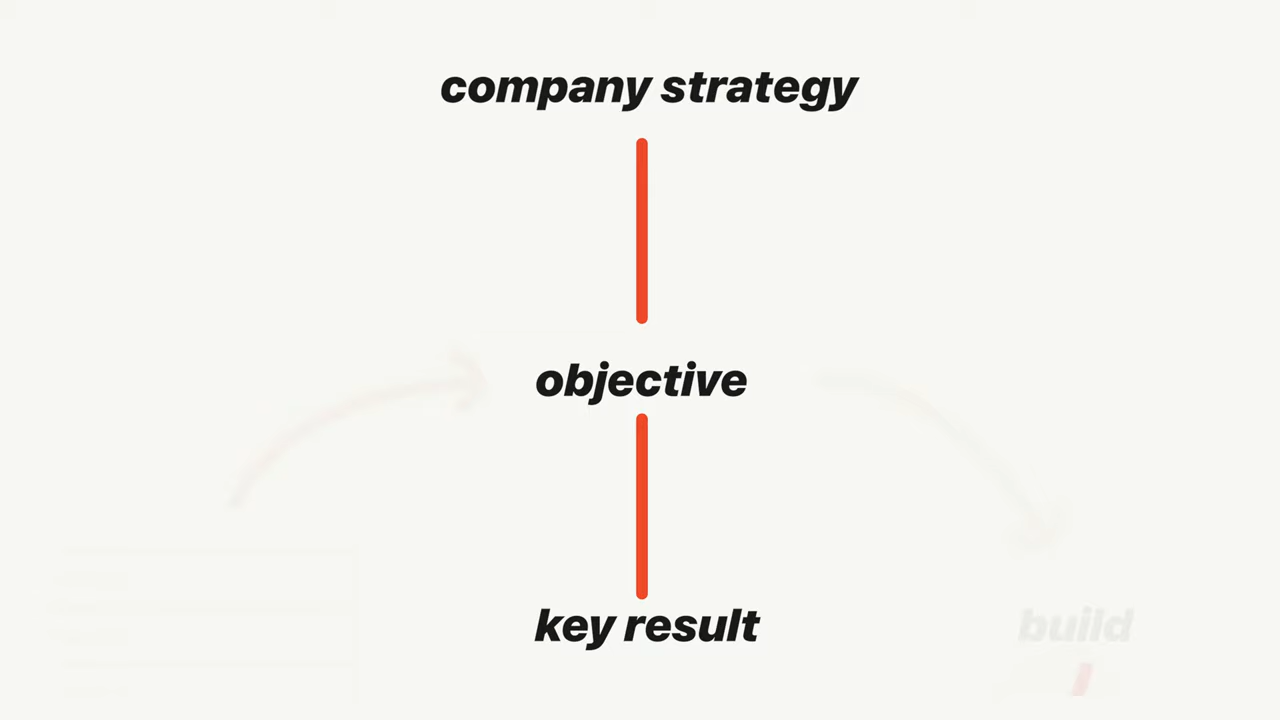 company strategy
objective
key result
build